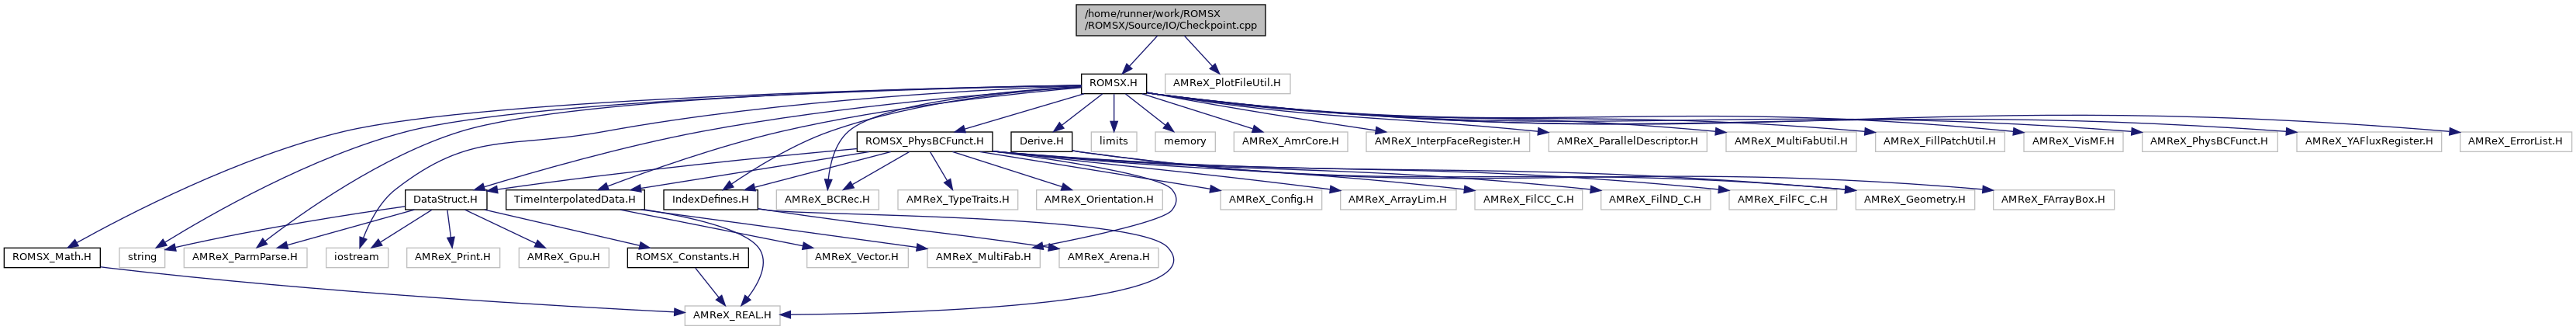 /home/runner/work/ROMSX
/ROMSX/Source/IO/Checkpoint.cpp
ROMSX.H
AMReX_PlotFileUtil.H
ROMSX_PhysBCFunct.H
Derive.H
limits
memory
AMReX_AmrCore.H
AMReX_InterpFaceRegister.H
AMReX_ParallelDescriptor.H
AMReX_MultiFabUtil.H
AMReX_FillPatchUtil.H
AMReX_VisMF.H
AMReX_PhysBCFunct.H
AMReX_YAFluxRegister.H
AMReX_ErrorList.H
DataStruct.H
TimeInterpolatedData.H
IndexDefines.H
AMReX_BCRec.H
AMReX_TypeTraits.H
AMReX_Orientation.H
AMReX_Config.H
AMReX_ArrayLim.H
AMReX_FilCC_C.H
AMReX_FilND_C.H
AMReX_FilFC_C.H
AMReX_Geometry.H
AMReX_FArrayBox.H
ROMSX_Math.H
string
AMReX_ParmParse.H
iostream
AMReX_Print.H
AMReX_Gpu.H
ROMSX_Constants.H
AMReX_Vector.H
AMReX_MultiFab.H
AMReX_Arena.H
AMReX_REAL.H